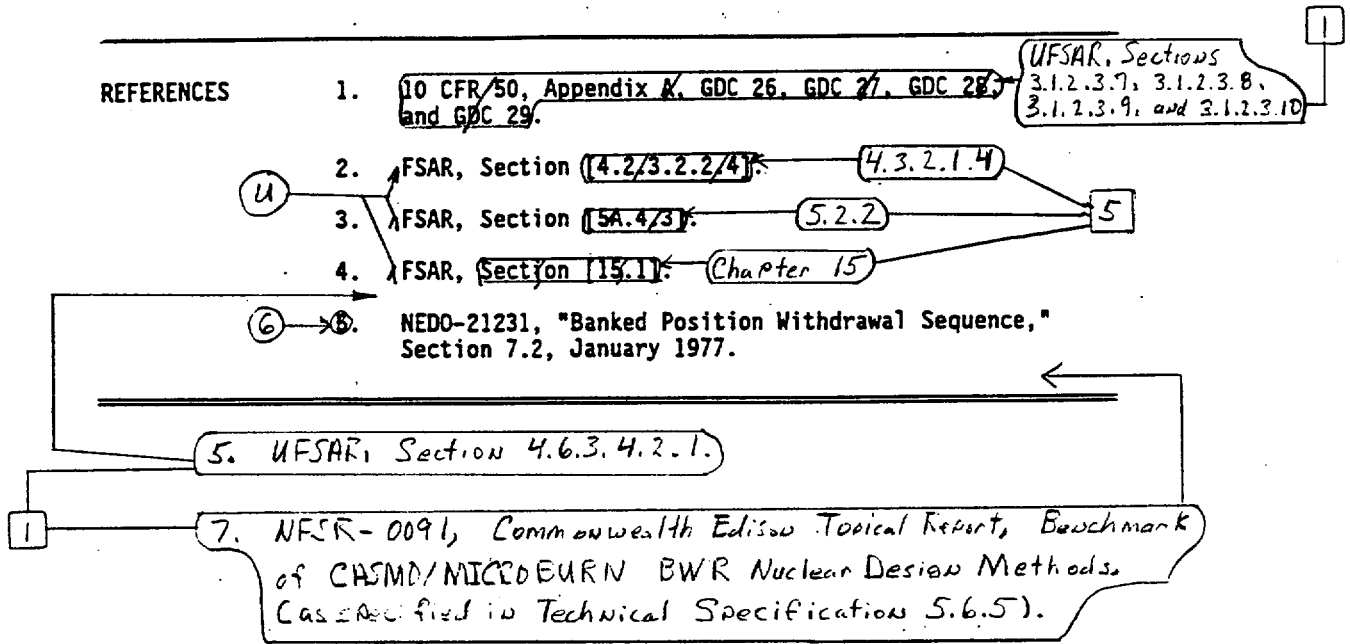 1
UFSAR, Sections
REFERENCES 1. 10 CFR 50, Appendix A, GDC 26, GDC 27, GDC 28, 3.1.2.3.7, 3.1.2.3.8,
and GDC 29. 3.1.2.3.9, and 3.1.2.3.10
2. FSAR, Section [4.2.3.2.2.4]. 4.3.2.1.4
U
3. FSAR, Section [5A.4.3]. 5.2.2 5
4. FSAR, Section [15.1]. Chapter 15
6 5. NEDO-21231, "Banked Position Withdrawal Sequence,"
Section 7.2, January 1977.
5. UFSAR, Section 4.6.3.4.2.1.
1 7. NFSR-0091, Commonwealth Edison Topical Report, Benchmark
of CASMO/MICROBURN BWR Nuclear Design Methods.
(as specified in Technical Specification 5.6.5).